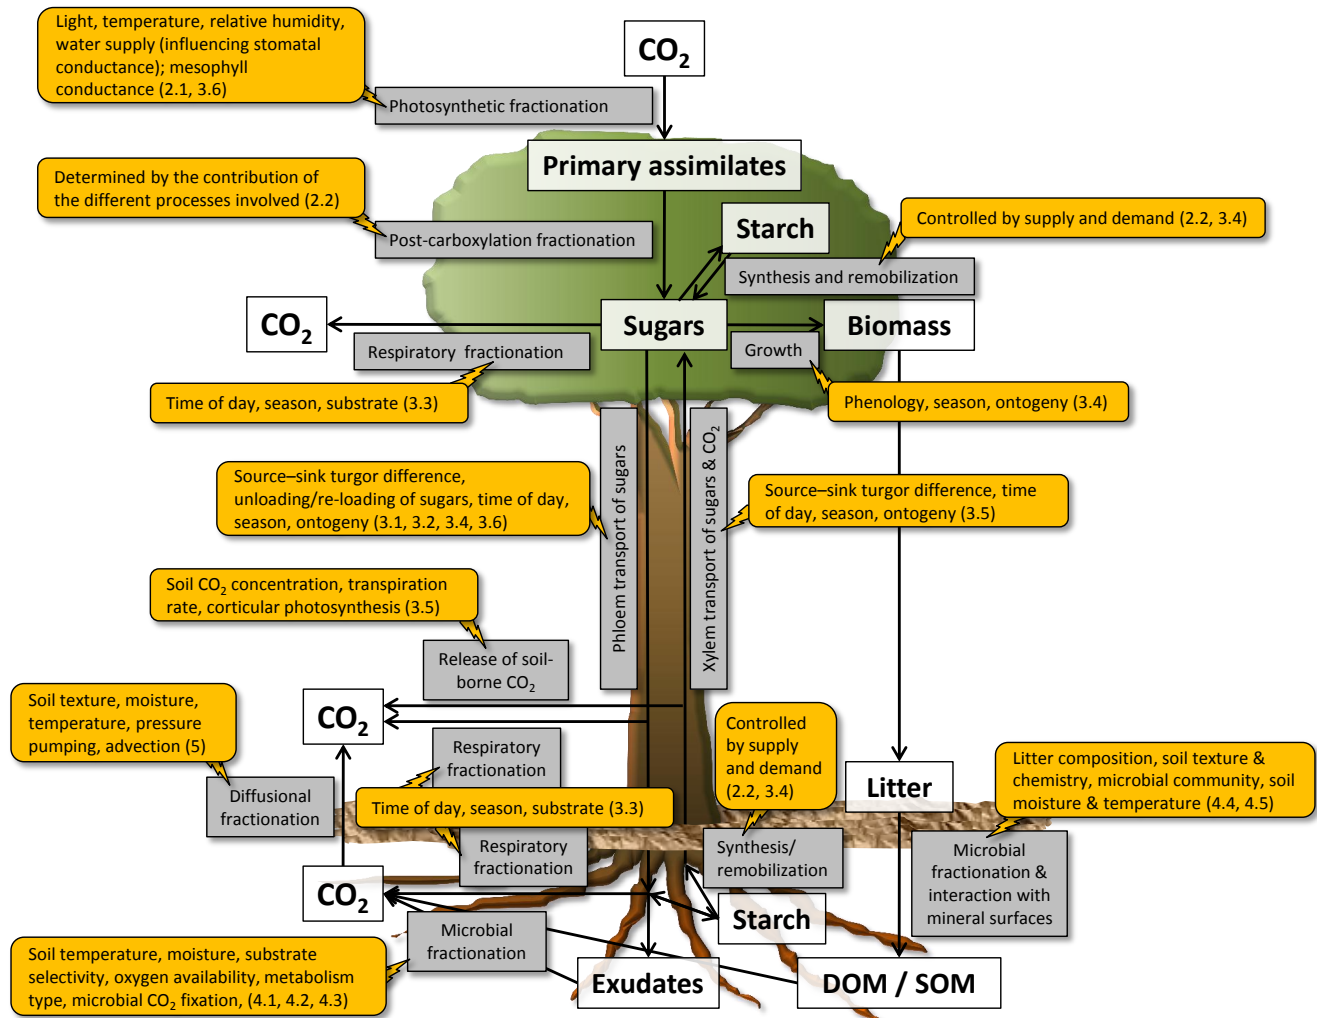 Light, temperature, relative humidity,
water supply (influencing stomatal
conductance); mesophyll
conductance (2.1, 3.6)
CO2
Photosynthetic fractionation
Primary assimilates
Determined by the contribution of
the different processes involved (2.2)
Post-carboxylation fractionation
Starch
Controlled by supply and demand (2.2, 3.4)
Synthesis and remobilization
CO2
Sugars
Biomass
Respiratory fractionation
Growth
Time of day, season, substrate (3.3)
Phenology, season, ontogeny (3.4)
Source–sink turgor difference,
unloading/re-loading of sugars, time of day,
season, ontogeny (3.1, 3.2, 3.4, 3.6)
Phloem transport of sugars
Xylem transport of sugars & CO2
Source–sink turgor difference, time
of day, season, ontogeny (3.5)
Soil CO2 concentration, transpiration
rate, corticular photosynthesis (3.5)
Release of soil-
borne CO2
Soil texture, moisture,
temperature, pressure
pumping, advection (5)
Diffusional
fractionation
CO2
Respiratory
fractionation
Time of day, season, substrate (3.3)
Respiratory
fractionation
Controlled
by supply
and demand
(2.2, 3.4)
Synthesis/
remobilization
Litter
Litter composition, soil texture &
chemistry, microbial community, soil
moisture & temperature (4.4, 4.5)
Microbial
fractionation &
interaction with
mineral surfaces
CO2
Starch
Microbial
fractionation
Soil temperature, moisture, substrate
selectivity, oxygen availability, metabolism
type, microbial CO2 fixation, (4.1, 4.2, 4.3)
Exudates
DOM / SOM